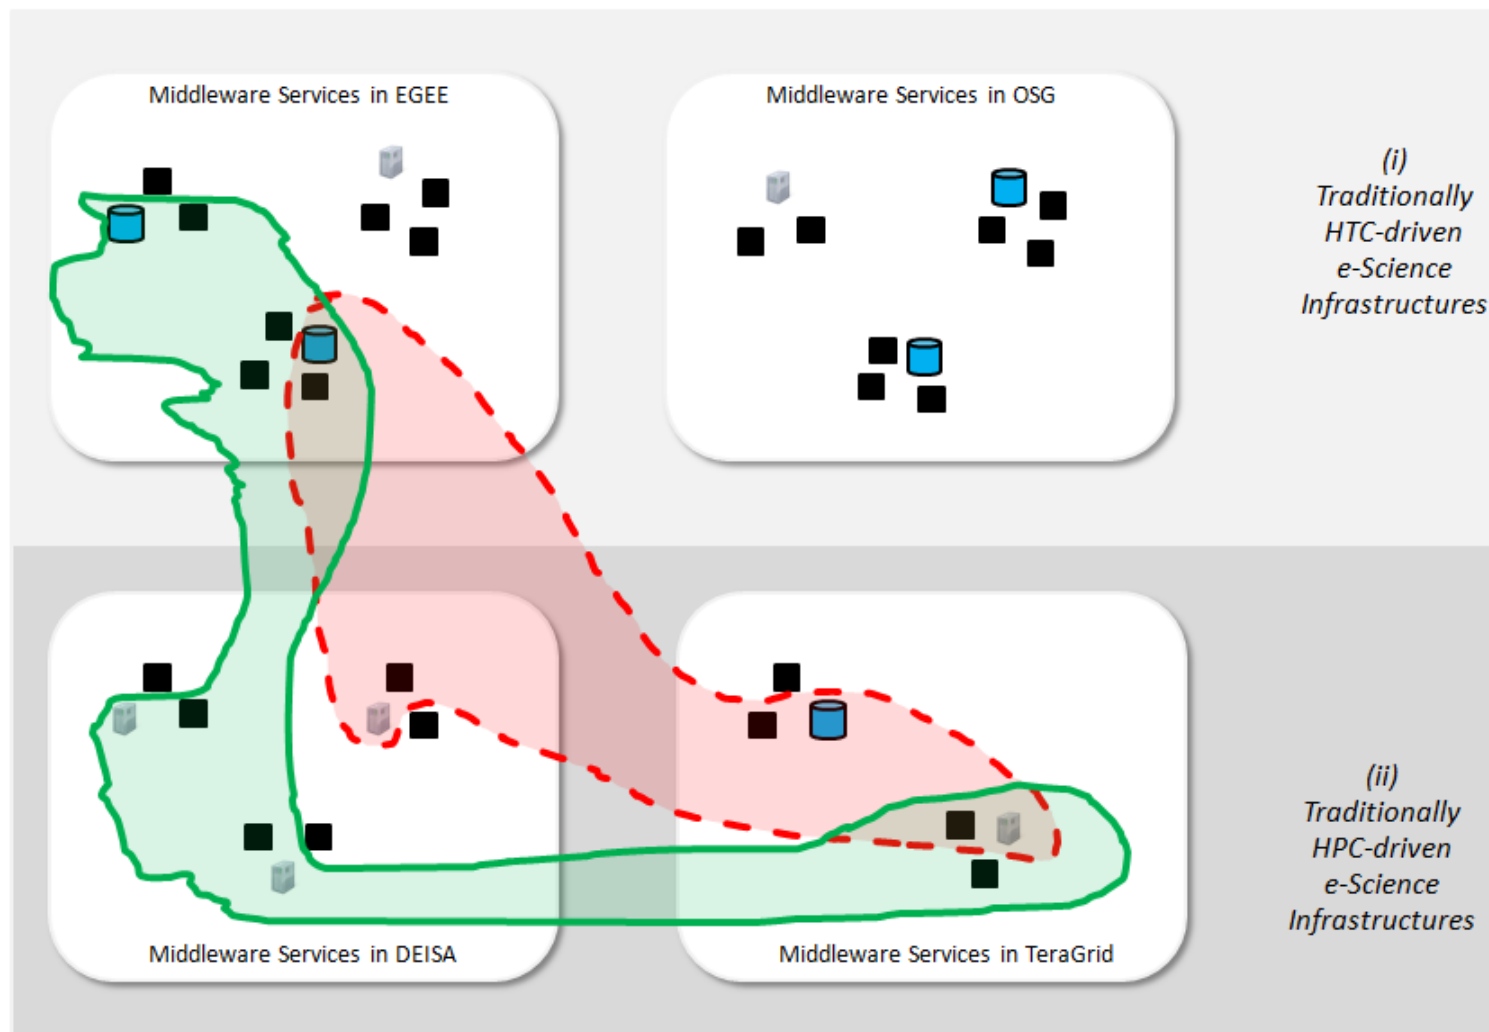 Middleware Services in EGEE
Middleware Services in OSG
(i)
Traditionally
HTC-driven
e-Science
Infrastructures
(ii)
Traditionally
HPC-driven
e-Science
Infrastructures
Middleware Services in DEISA
Middleware Services in TeraGrid